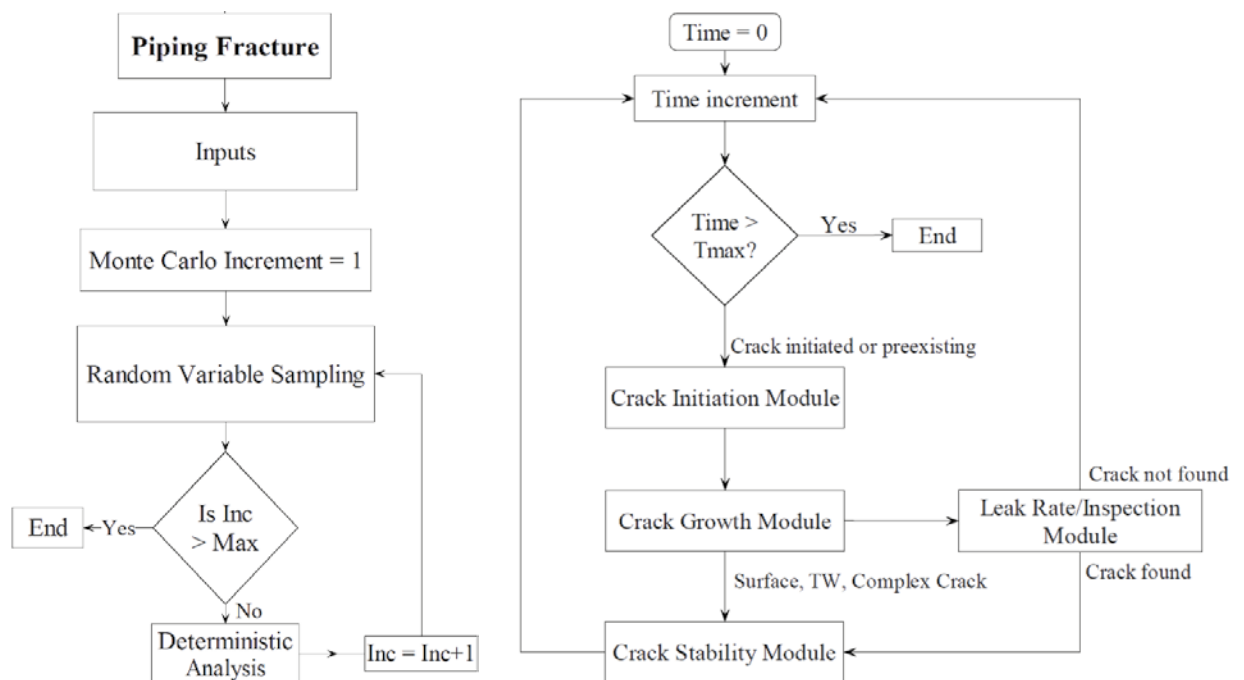 Piping Fracture
Inputs
Monte Carlo Increment = 1
Random Variable Sampling
Is Inc
> Max
Yes
End
No
Deterministic
Analysis
Inc = Inc+1
Time = 0
Time increment
Time >
Tmax?
Yes
End
Crack initiated or preexisting
Crack Initiation Module
Crack Growth Module
Crack not found
Leak Rate/Inspection
Module
Crack found
Surface, TW, Complex Crack
Crack Stability Module